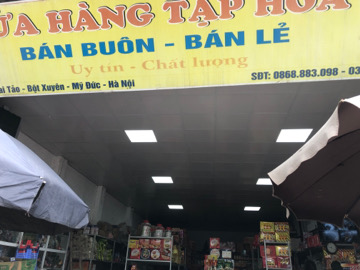 ỬA HÀNG TẠP HÓA
BÁN BUÔN - BÁN LẺ
Uy tín - Chất lượng
ai Tảo - Bột Xuyên - Mỹ Đức - Hà Nội
SĐT: 0868.883.098 - 03